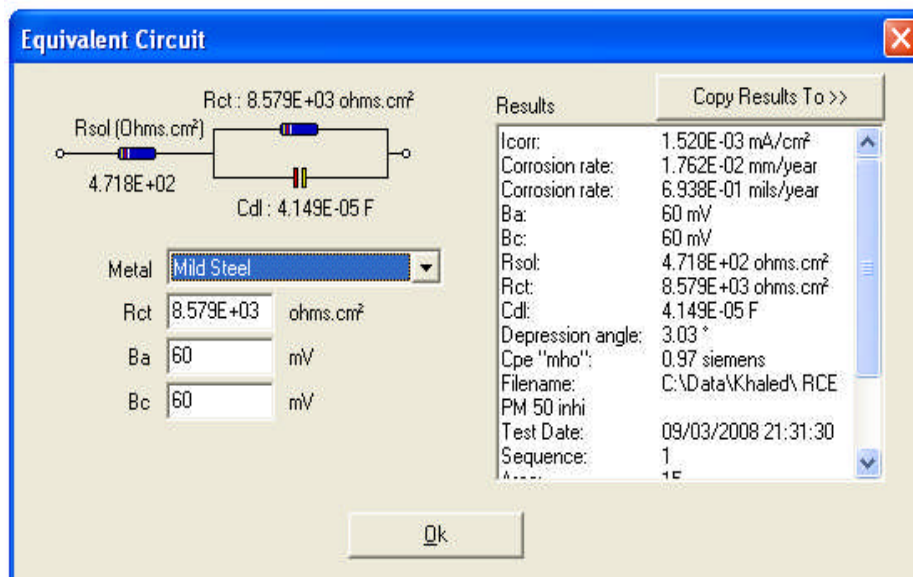 Equivalent Circuit
Rct : 8.579E+03 ohms.cm²
Rsol (Ohms.cm²)
4.718E+02
Cdl : 4.149E-05 F
Metal Mild Steel
Rct 8.579E+03 ohms.cm²
Ba 60 mV
Bc 60 mV
Results
Copy Results To >>
Icorr: 1.520E-03 mA/cm²
Corrosion rate: 1.762E-02 mm/year
Corrosion rate: 6.938E-01 mils/year
Ba: 60 mV
Bc: 60 mV
Rsol: 4.718E+02 ohms.cm²
Rct: 8.579E+03 ohms.cm²
Cdl: 4.149E-05 F
Depression angle: 3.03 °
Cpe "mho": 0.97 siemens
Filename: C:\Data\Khaled\ RCE
PM 50 inhi
Test Date: 09/03/2008 21:31:30
Sequence: 1
Area: 15
Ok